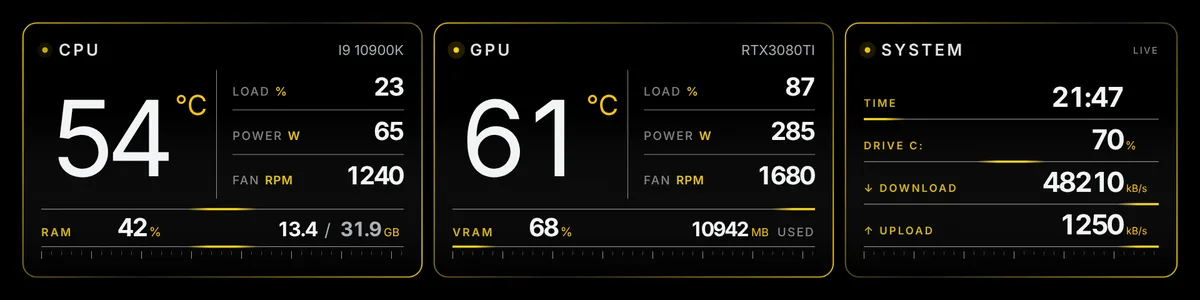 CPU I9 10900K
54 °C
LOAD % 23
POWER W 65
FAN RPM 1240
RAM 42 % 13.4 / 31.9 GB
GPU RTX3080TI
61 °C
LOAD % 87
POWER W 285
FAN RPM 1680
VRAM 68 % 10942 MB USED
SYSTEM LIVE
TIME 21:47
DRIVE C: 70 %
↓ DOWNLOAD 48210 kB/s
↑ UPLOAD 1250 kB/s